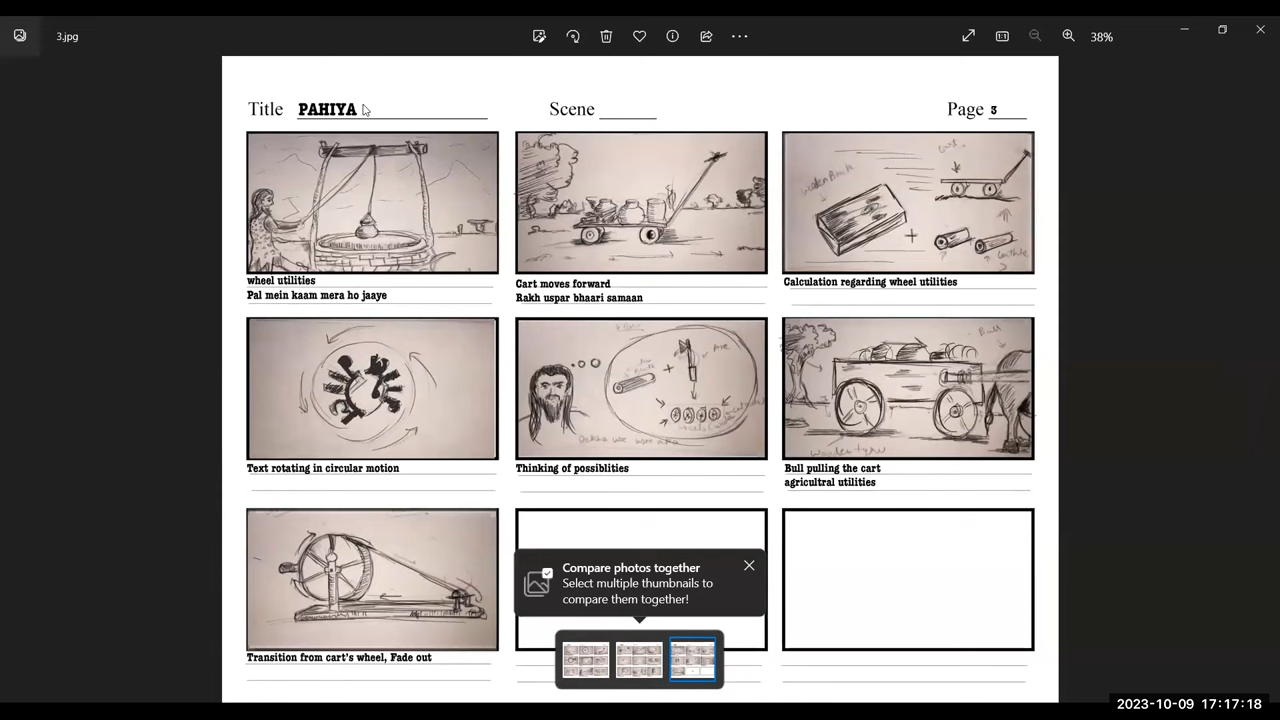 3.jpg
38%
Title PAHIYA
Scene
Page 3
wheel utilities
Pal mein kaam mera ho jaaye
Cart moves forward
Rakh uspar bhaari samaan
cart
Calculation regarding wheel utilities
Text rotating in circular motion
Thinking of possiblities
Bull
Bull pulling the cart
agricultral utilities
Transition from cart's wheel, Fade out
Compare photos together
Select multiple thumbnails to
compare them together!
2023-10-09 17:17:18